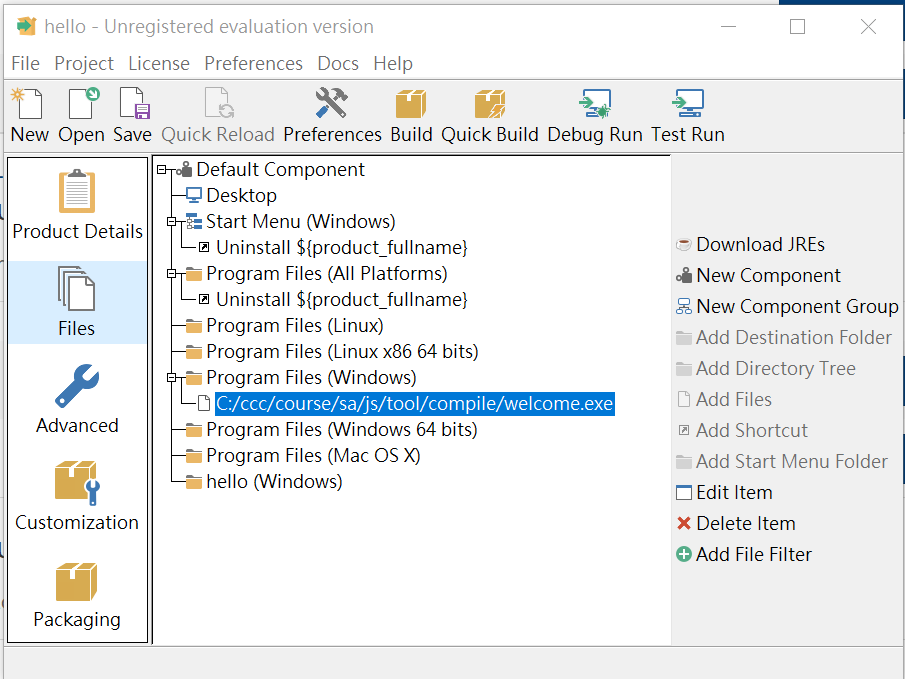 hello - Unregistered evaluation version
File Project License Preferences Docs Help
New Open Save Quick Reload Preferences Build Quick Build Debug Run Test Run
Product Details
Files
Advanced
Customization
Packaging
Default Component
Desktop
Start Menu (Windows)
Uninstall ${product_fullname}
Program Files (All Platforms)
Uninstall ${product_fullname}
Program Files (Linux)
Program Files (Linux x86 64 bits)
Program Files (Windows)
C:/ccc/course/sa/js/tool/compile/welcome.exe
Program Files (Windows 64 bits)
Program Files (Mac OS X)
hello (Windows)
Download JREs
New Component
New Component Group
Add Destination Folder
Add Directory Tree
Add Files
Add Shortcut
Add Start Menu Folder
Edit Item
Delete Item
Add File Filter